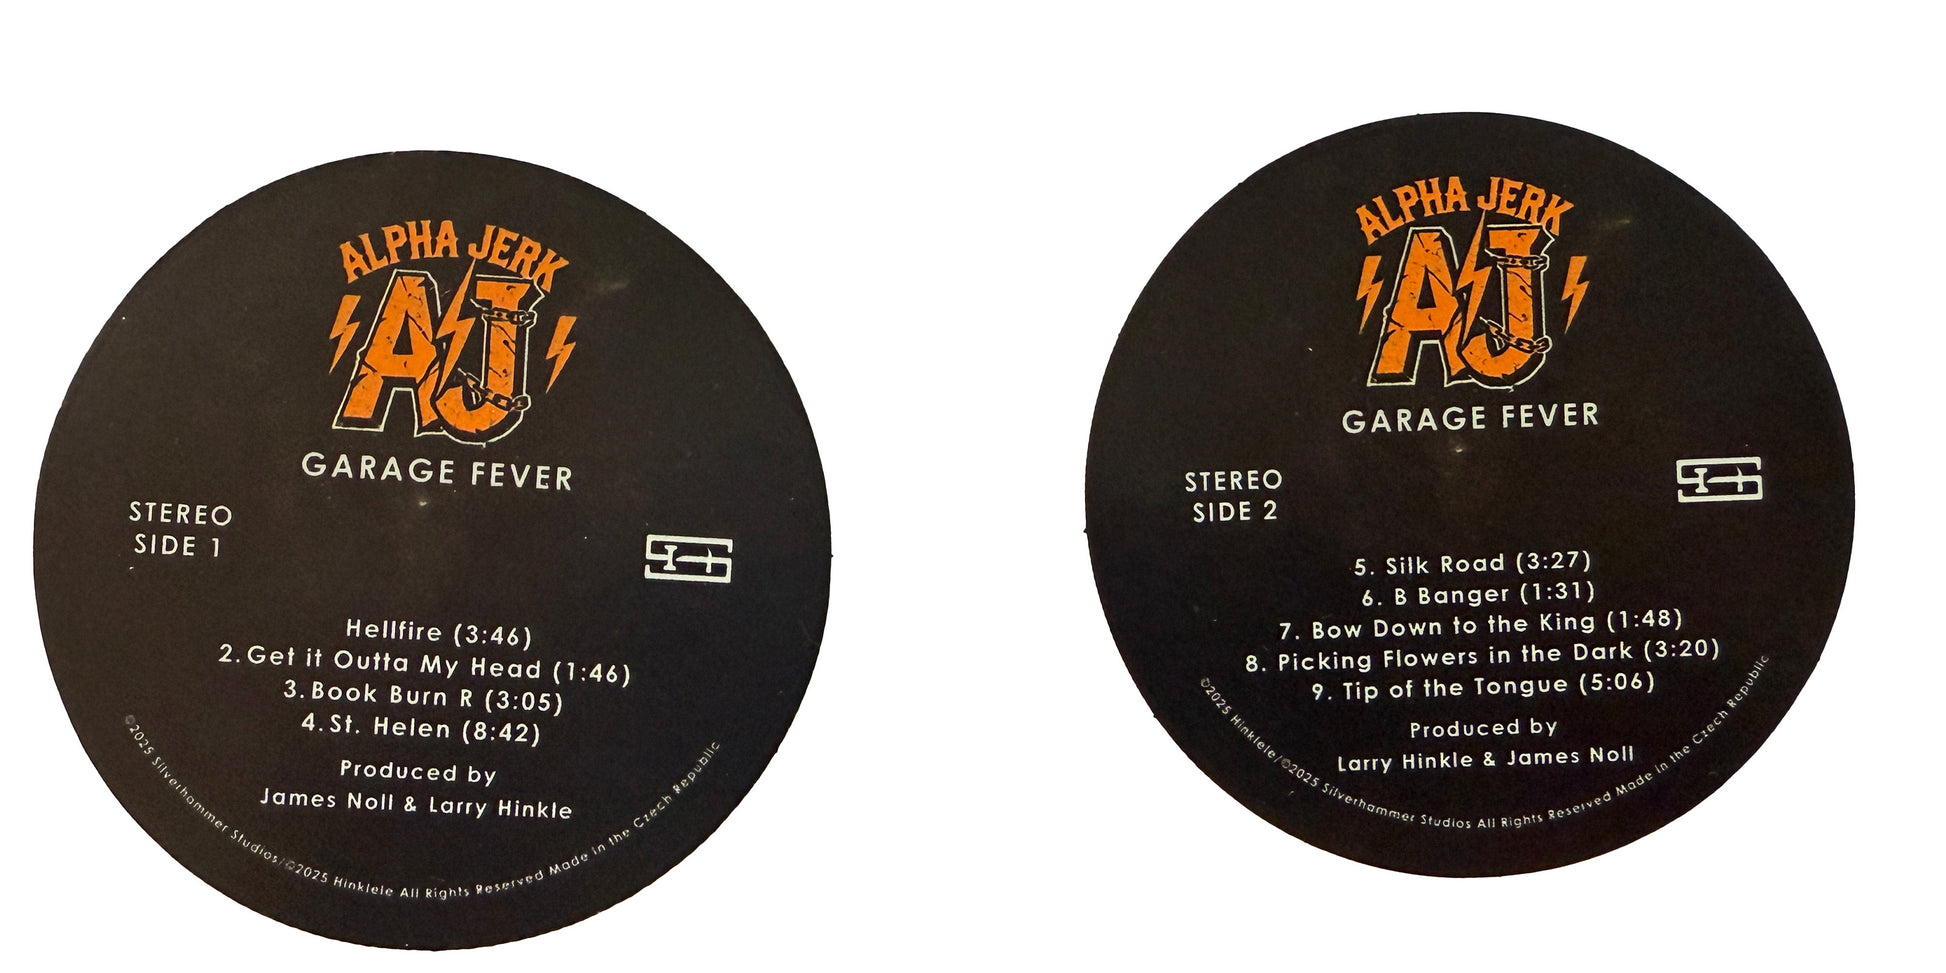 ALPHA JERK
AJ
GARAGE FEVER
STEREO
SIDE 1
Hellfire (3:46)
2. Get it Outta My Head (1:46)
3. Book Burn R (3:05)
4. St. Helen (8:42)
Produced by
James Noll & Larry Hinkle
©2025 Silverhammer Studios/©2025 Hinklele All Rights Reserved Made in the Czech Republic
ALPHA JERK
AJ
GARAGE FEVER
STEREO
SIDE 2
5. Silk Road (3:27)
6. B Banger (1:31)
7. Bow Down to the King (1:48)
8. Picking Flowers in the Dark (3:20)
9. Tip of the Tongue (5:06)
Produced by
Larry Hinkle & James Noll
©2025 Hinklele/©2025 Silverhammer Studios All Rights Reserved Made in the Czech Republic